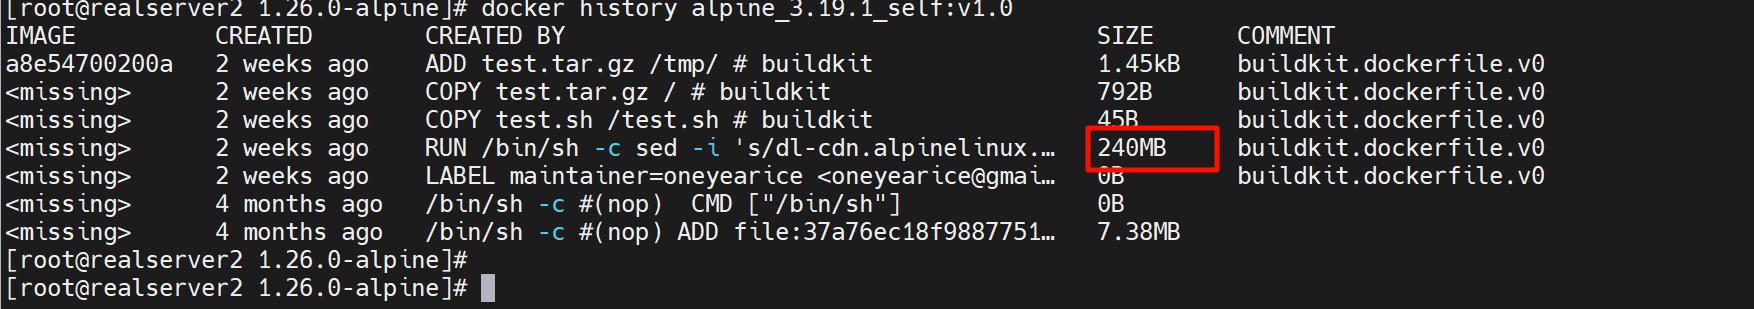 [root@realserver2 1.26.0-alpine]# docker history alpine_3.19.1_self:v1.0
IMAGE CREATED CREATED BY SIZE COMMENT
a8e54700200a 2 weeks ago ADD test.tar.gz /tmp/ # buildkit 1.45kB buildkit.dockerfile.v0
<missing> 2 weeks ago COPY test.tar.gz / # buildkit 792B buildkit.dockerfile.v0
<missing> 2 weeks ago COPY test.sh /test.sh # buildkit 45B buildkit.dockerfile.v0
<missing> 2 weeks ago RUN /bin/sh -c sed -i 's/dl-cdn.alpinelinux.… 240MB buildkit.dockerfile.v0
<missing> 2 weeks ago LABEL maintainer=oneyearice <oneyearice@gmai… 0B buildkit.dockerfile.v0
<missing> 4 months ago /bin/sh -c #(nop)  CMD ["/bin/sh"] 0B
<missing> 4 months ago /bin/sh -c #(nop) ADD file:37a76ec18f9887751… 7.38MB
[root@realserver2 1.26.0-alpine]#
[root@realserver2 1.26.0-alpine]#